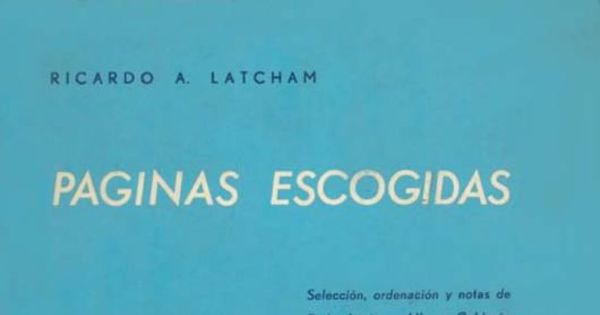 RICARDO A. LATCHAM
PAGINAS ESCOGIDAS
Selección, ordenación y notas de